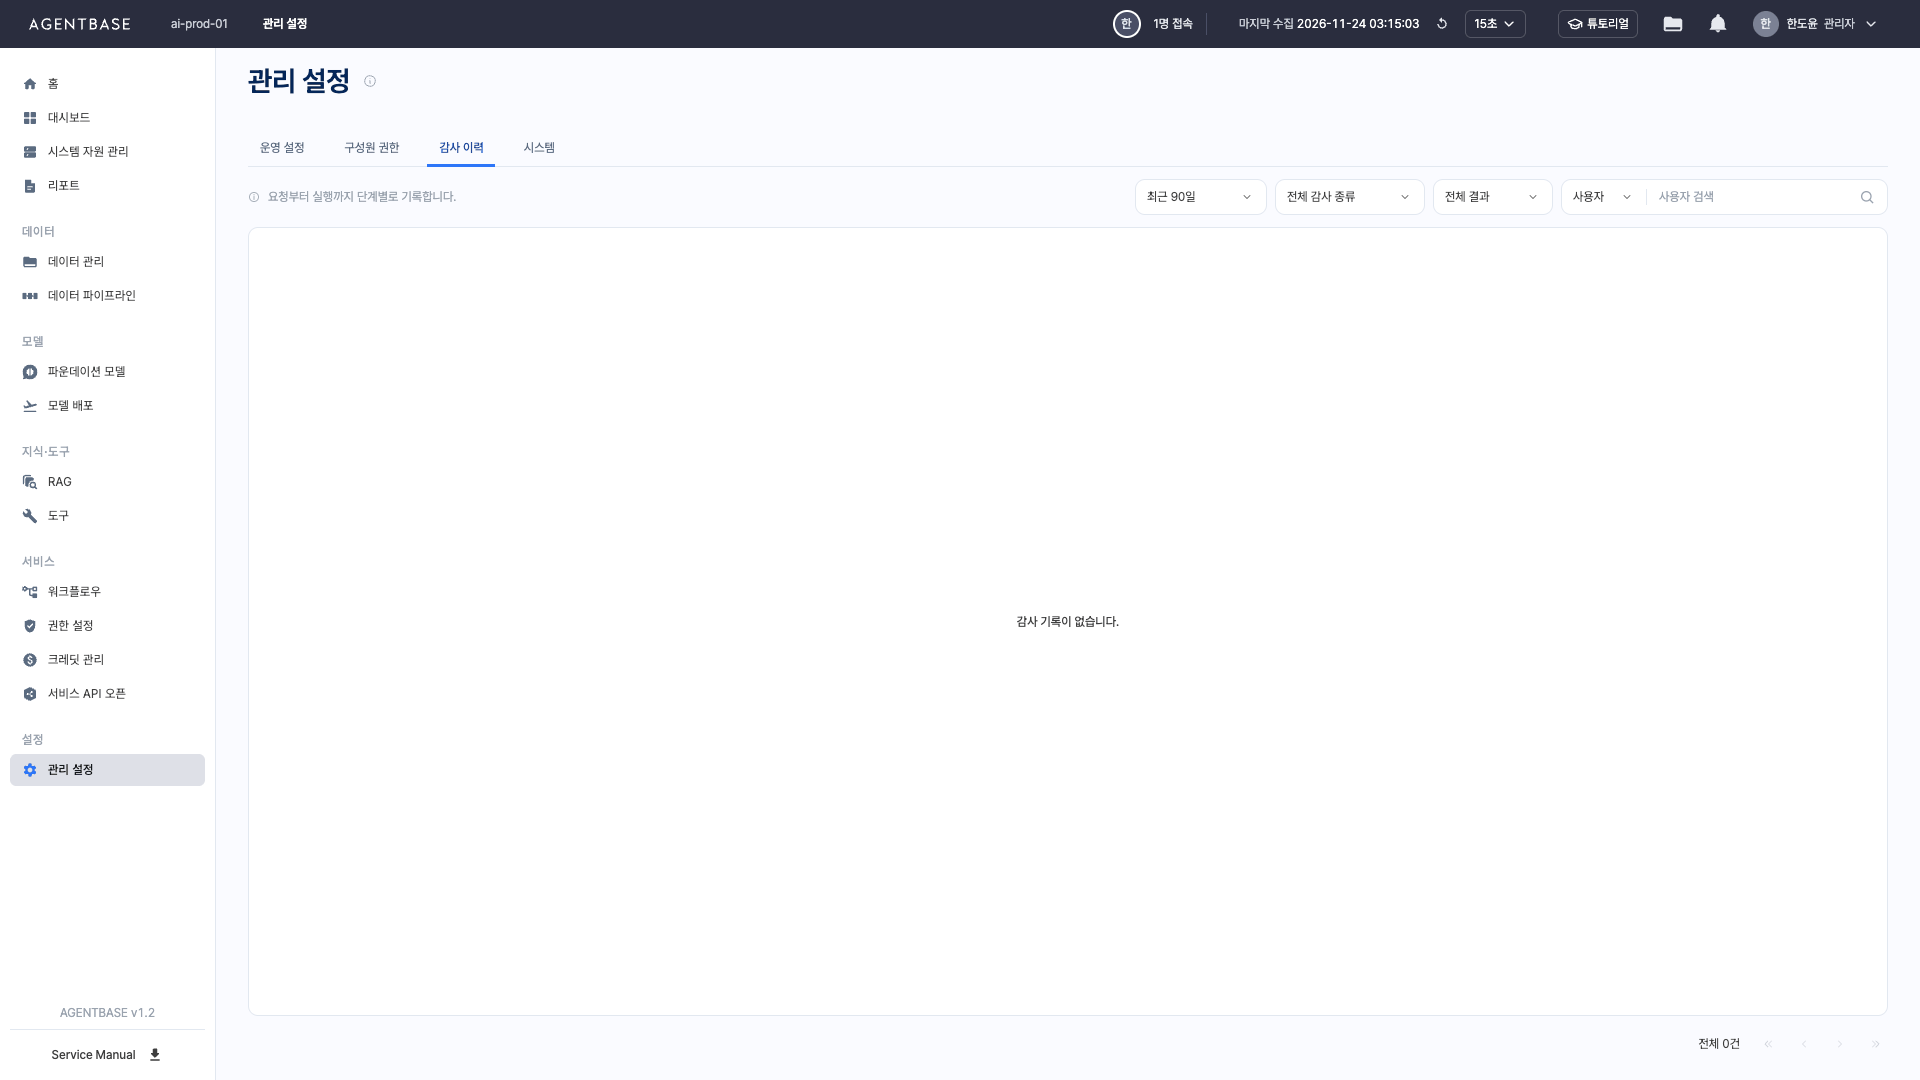 AGENTBASE
ai-prod-01
관리 설정
한
1명 접속
마지막 수집 2026-11-24 03:15:03
15초
튜토리얼
한
한도윤 관리자
홈
대시보드
시스템 자원 관리
리포트
데이터
데이터 관리
데이터 파이프라인
모델
파운데이션 모델
모델 배포
지식·도구
RAG
도구
서비스
워크플로우
권한 설정
크레딧 관리
서비스 API 오픈
설정
관리 설정
AGENTBASE v1.2
Service Manual
관리 설정
운영 설정
구성원 권한
감사 이력
시스템
요청부터 실행까지 단계별로 기록합니다.
최근 90일
전체 감사 종류
전체 결과
사용자
사용자 검색
감사 기록이 없습니다.
전체 0건